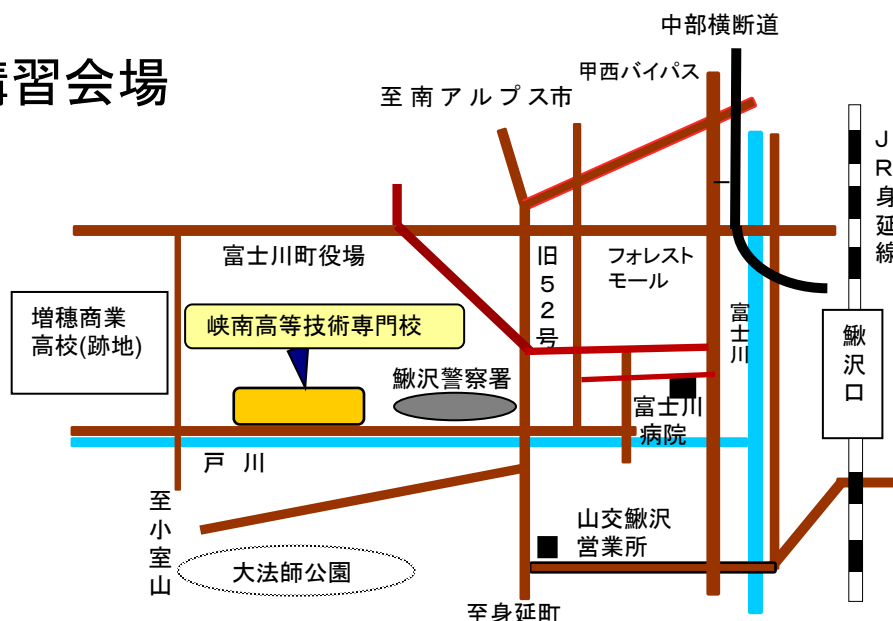 中部横断道
講習会場
甲西バイパス
至南アルプス市
JR身延線
富士川町役場
旧52号
フォレスト
モール
増穂商業
高校(跡地)
峡南高等技術専門校
富士川
鰍沢口
鰍沢警察署
富士川
病院
戸 川
至小室山
山交鰍沢
営業所
大法師公園
至身延町